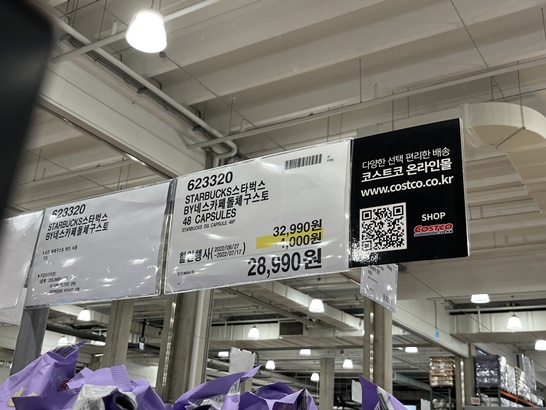 623320
STARBUCKS스타벅스
BY네스카페돌체구스토
623320
STARBUCKS스타벅스
BY네스카페돌체구스토
48 CAPSULES
STARBUCKS DG CAPSULE 48P
32,990원
4,000원
할인행사(2022/06/27
-2022/07/17)
28,990원
다양한 선택 편리한 배송
코스트코 온라인몰
www.costco.co.kr
SHOP
COSTCO